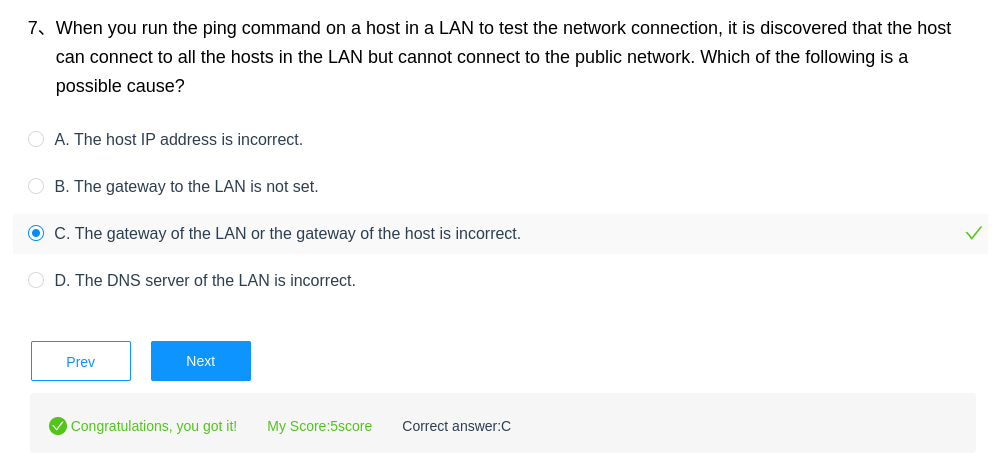 7、When you run the ping command on a host in a LAN to test the network connection, it is discovered that the host
can connect to all the hosts in the LAN but cannot connect to the public network. Which of the following is a
possible cause?
A. The host IP address is incorrect.
B. The gateway to the LAN is not set.
C. The gateway of the LAN or the gateway of the host is incorrect.
D. The DNS server of the LAN is incorrect.
Prev Next
Congratulations, you got it! My Score:5score Correct answer:C